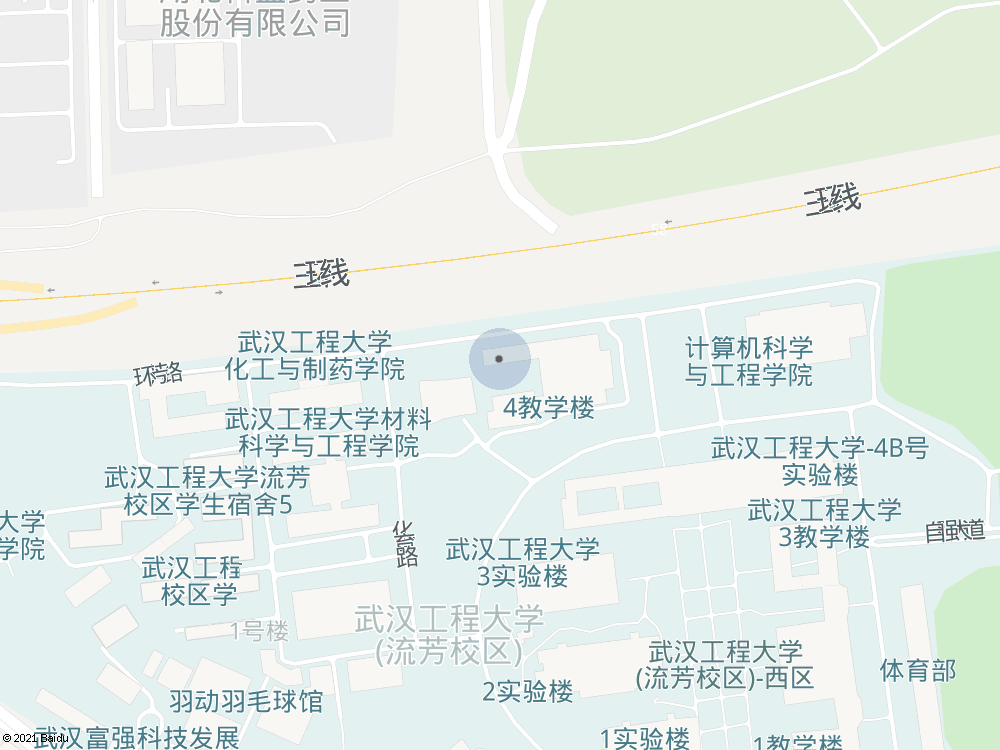 股份有限公司
三环线
S5
三环线
武汉工程大学
化工与制药学院
计算机科学
与工程学院
环跨路
4教学楼
武汉工程大学材料
科学与工程学院
武汉工程大学-4B号
实验楼
武汉工程大学流芳
校区学生宿舍5
武汉工程大学
3教学楼
大学
学院
化云路
自强大道
武汉工程大学
3实验楼
武汉工程
校区学
武汉工程大学
(流芳校区)
1号楼
武汉工程大学
(流芳校区)-西区
体育部
2实验楼
羽动羽毛球馆
武汉富强科技发展
1实验楼
1教学楼
© 2021 Baidu